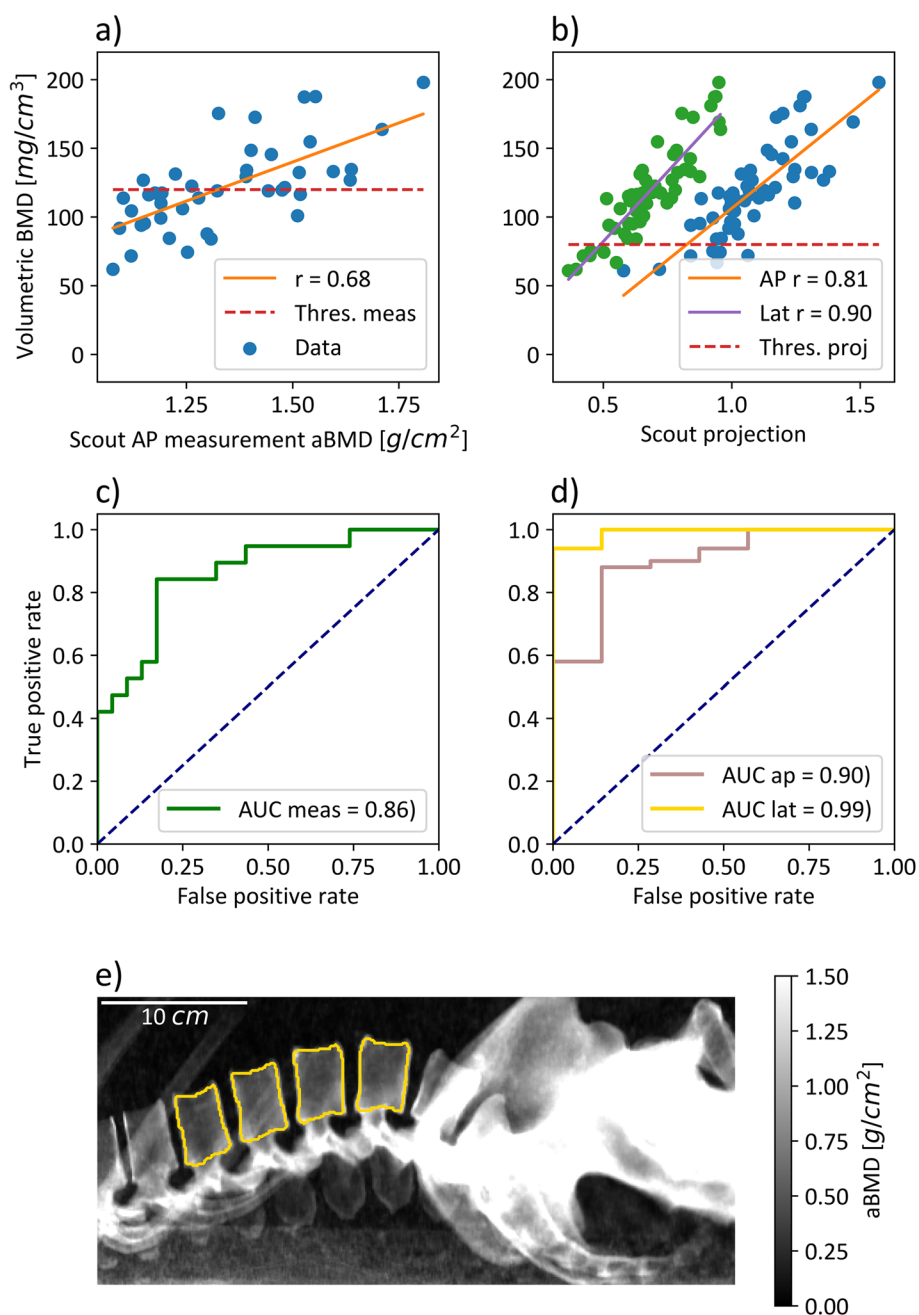 a)
Volumetric BMD [mg/cm³]
200
150
100
50
0
r = 0.68
Thres. meas
Data
1.25 1.50 1.75
Scout AP measurement aBMD [g/cm²]
b)
200
150
100
50
0
AP r = 0.81
Lat r = 0.90
Thres. proj
0.5 1.0 1.5
Scout projection
c)
True positive rate
1.0
0.8
0.6
0.4
0.2
0.0
AUC meas = 0.86)
0.00 0.25 0.50 0.75 1.00
False positive rate
d)
1.0
0.8
0.6
0.4
0.2
0.0
AUC ap = 0.90)
AUC lat = 0.99)
0.00 0.25 0.50 0.75 1.00
False positive rate
e)
10 cm
1.50
1.25
1.00
0.75
0.50
0.25
0.00
aBMD [g/cm²]